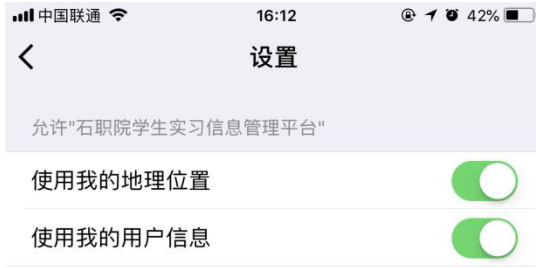 中国联通 16:12 42%
设置
允许"石职院学生实习信息管理平台"
使用我的地理位置
使用我的用户信息